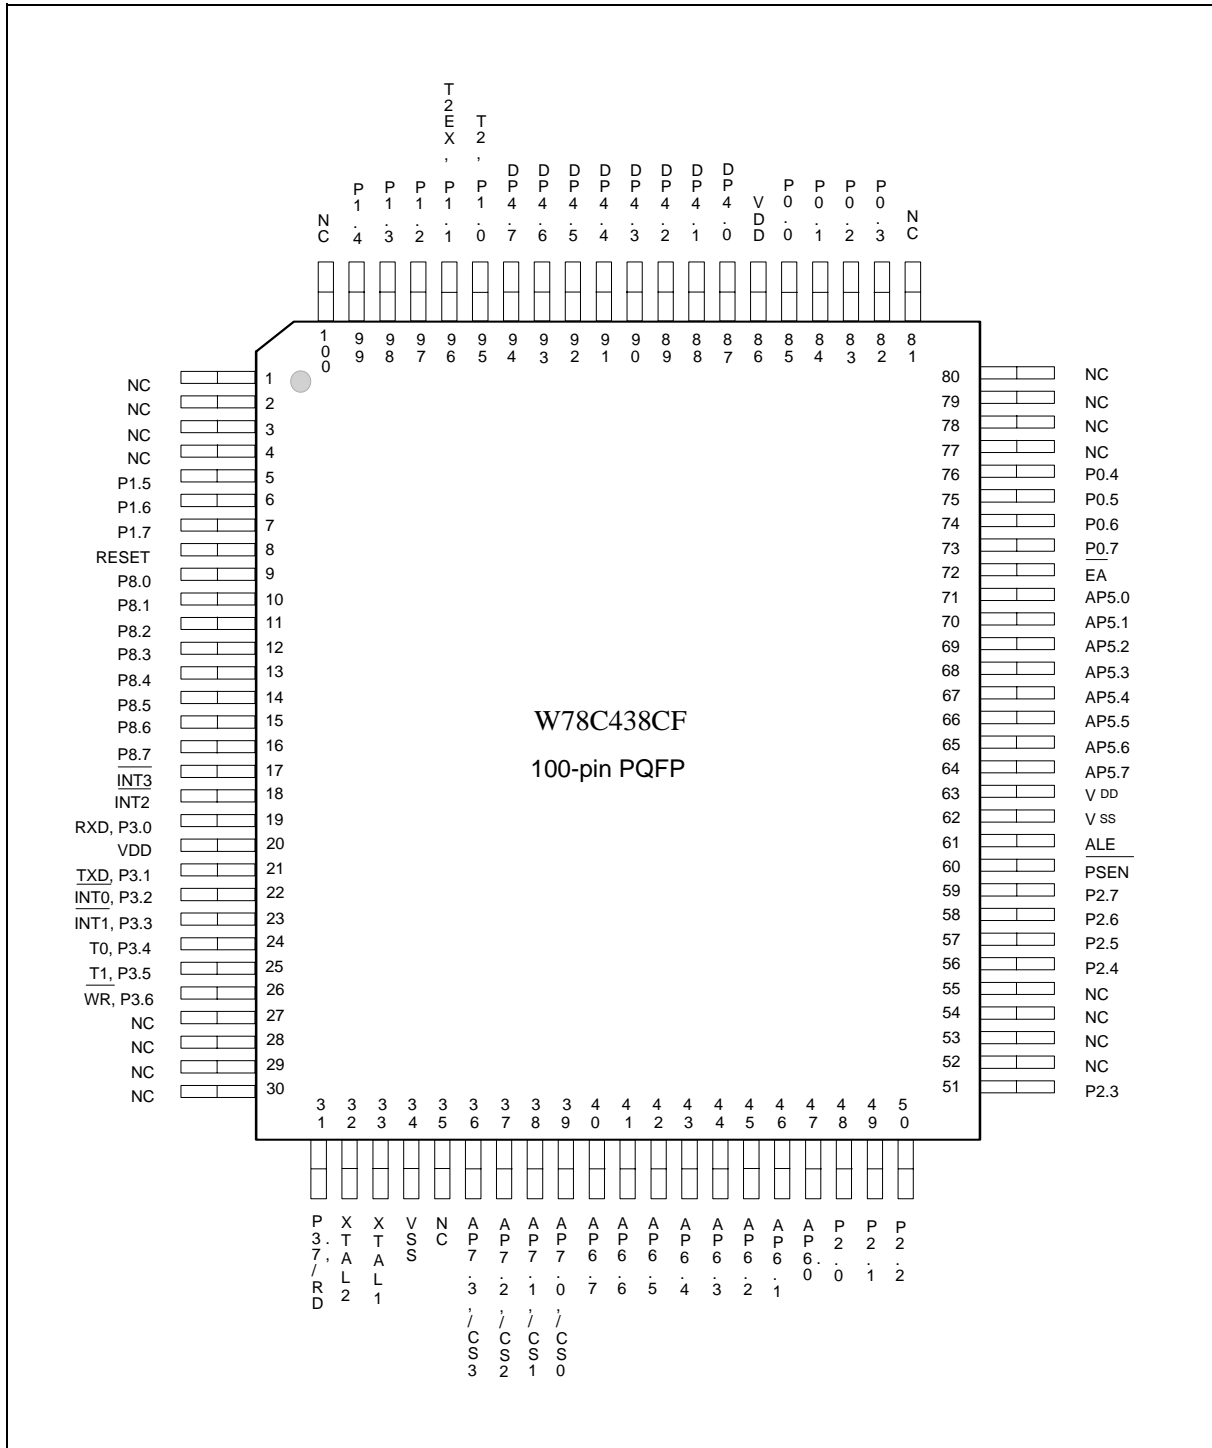 NC
P1.4
P1.3
P1.2
T2EX, P1.1
T2, P1.0
DP4.7
DP4.6
DP4.5
DP4.4
DP4.3
DP4.2
DP4.1
DP4.0
VDD
P0.0
P0.1
P0.2
P0.3
NC
100
99
98
97
96
95
94
93
92
91
90
89
88
87
86
85
84
83
82
81
NC 1
NC 2
NC 3
NC 4
P1.5 5
P1.6 6
P1.7 7
RESET 8
P8.0 9
P8.1 10
P8.2 11
P8.3 12
P8.4 13
P8.5 14
P8.6 15
P8.7 16
INT3 17
INT2 18
RXD, P3.0 19
VDD 20
TXD, P3.1 21
INT0, P3.2 22
INT1, P3.3 23
T0, P3.4 24
T1, P3.5 25
WR, P3.6 26
NC 27
NC 28
NC 29
NC 30
W78C438CF
100-pin PQFP
80 NC
79 NC
78 NC
77 NC
76 P0.4
75 P0.5
74 P0.6
73 P0.7
72 EA
71 AP5.0
70 AP5.1
69 AP5.2
68 AP5.3
67 AP5.4
66 AP5.5
65 AP5.6
64 AP5.7
63 VDD
62 VSS
61 ALE
60 PSEN
59 P2.7
58 P2.6
57 P2.5
56 P2.4
55 NC
54 NC
53 NC
52 NC
51 P2.3
31
32
33
34
35
36
37
38
39
40
41
42
43
44
45
46
47
48
49
50
P3.7,/RD
XTAL2
XTAL1
VSS
NC
AP7.3,/CS3
AP7.2,/CS2
AP7.1,/CS1
AP7.0,/CS0
AP6.7
AP6.6
AP6.5
AP6.4
AP6.3
AP6.2
AP6.1
AP6.0
P2.0
P2.1
P2.2